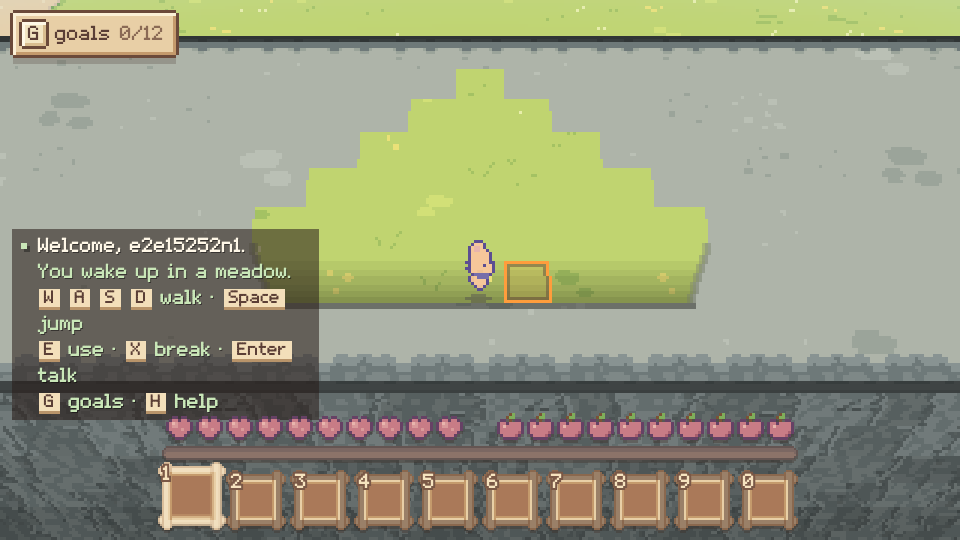 G goals 0/12
Welcome, e2e15252n1.
You wake up in a meadow.
W A S D walk · Space
jump
E use · X break · Enter
talk
G goals · H help
1 2 3 4 5 6 7 8 9 0